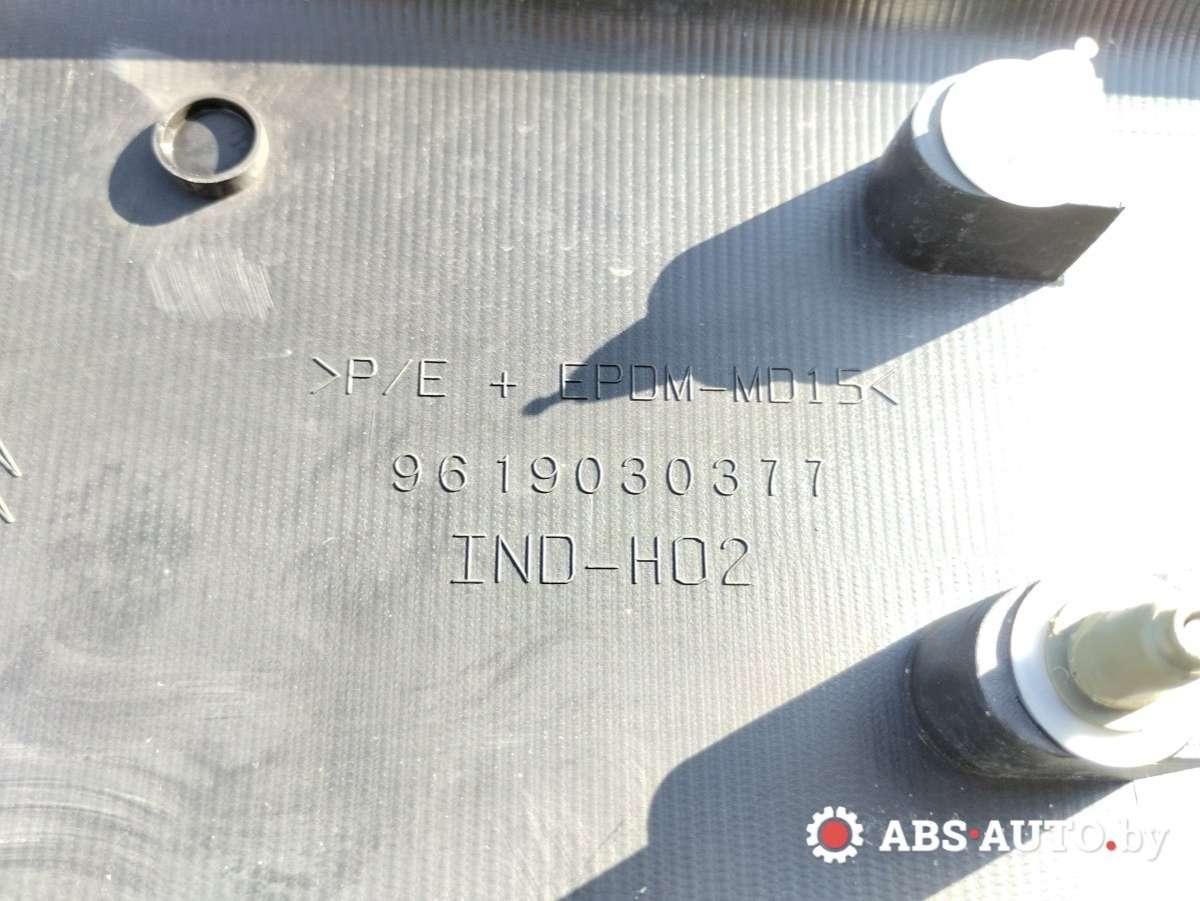 >P/E + EPDM-MD15<
9619030377
IND-H02
ABS·AUTO.by